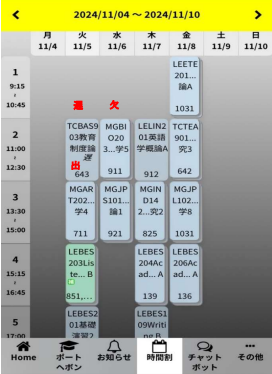 2024/11/04 ～ 2024/11/10
月 火 水 木 金 土 日
11/4 11/5 11/6 11/7 11/8 11/9 11/10
1
9:15
10:45
LEETE
201...
論A
1031
遅 欠
2
11:00
12:30
TCBAS9
03教育
制度論
遅
出
643
MGBI
O20
3...学5
911
LELIN2
01英語
学概論A
912
TCTEA
901...
究3
642
3
13:30
15:00
MGAR
T202...
学4
711
MGJP
S101...
論1
921
MGIN
D14
2...究2
825
MGJP
L102...
学8
1031
4
15:15
16:45
LEBES
203Lis
te... B
851,...
LEBES
204Ac
ad... A
139
LEBES
206Ac
ad... A
136
5
17:00
LEBES2
01基礎
演習2
LEBES1
09Writi
ng B
Home
ポート
ヘボン
お知らせ
時間割
チャット
ボット
その他